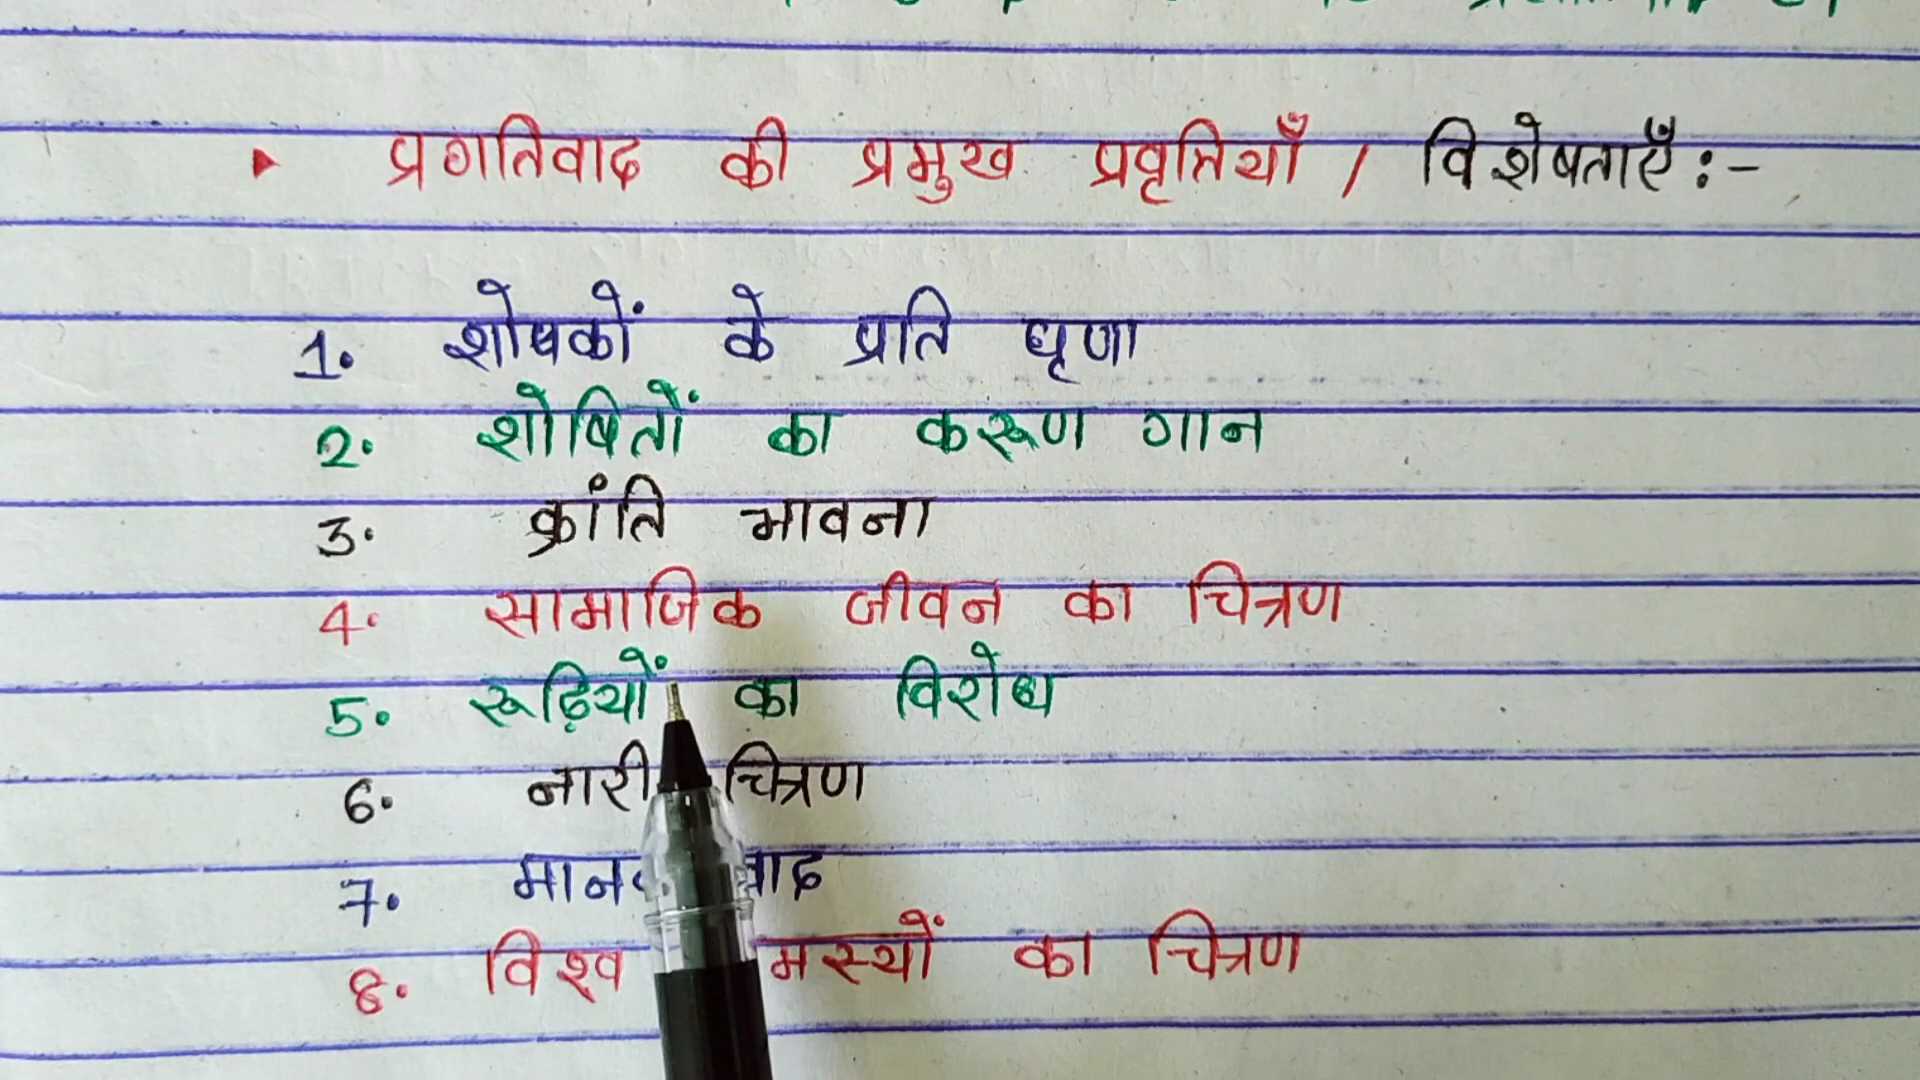 ▸ प्रगतिवाद की प्रमुख प्रवृत्तियाँ / विशेषताएँ :-
1. शोषकों के प्रति घृणा
2. शोषितों का करूण गान
3. क्रांति भावना
4. सामाजिक जीवन का चित्रण
5. रूढ़ियों का विरोध
6. नारी चित्रण
7.
8. विश्व का चित्रण